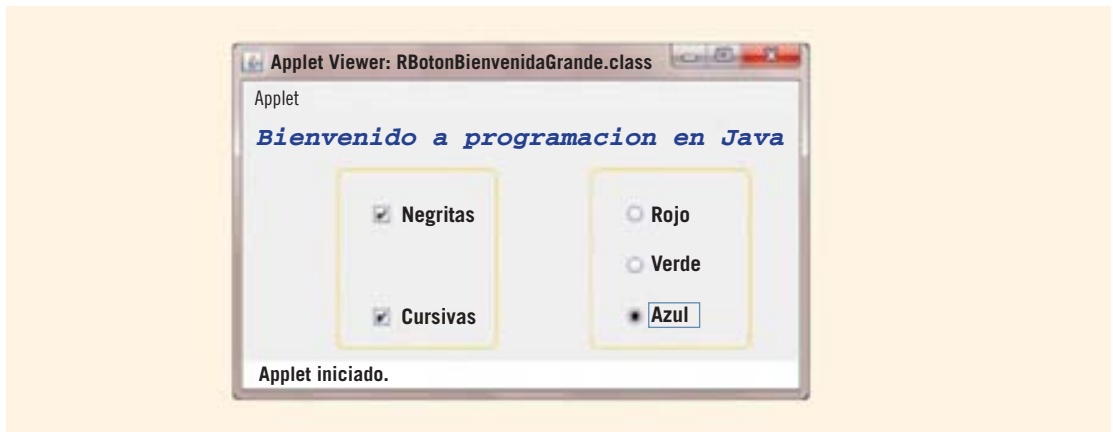 Applet Viewer: RBotonBienvenidaGrande.class
Applet
Bienvenido a programacion en Java
Negritas
Cursivas
Rojo
Verde
Azul
Applet iniciado.